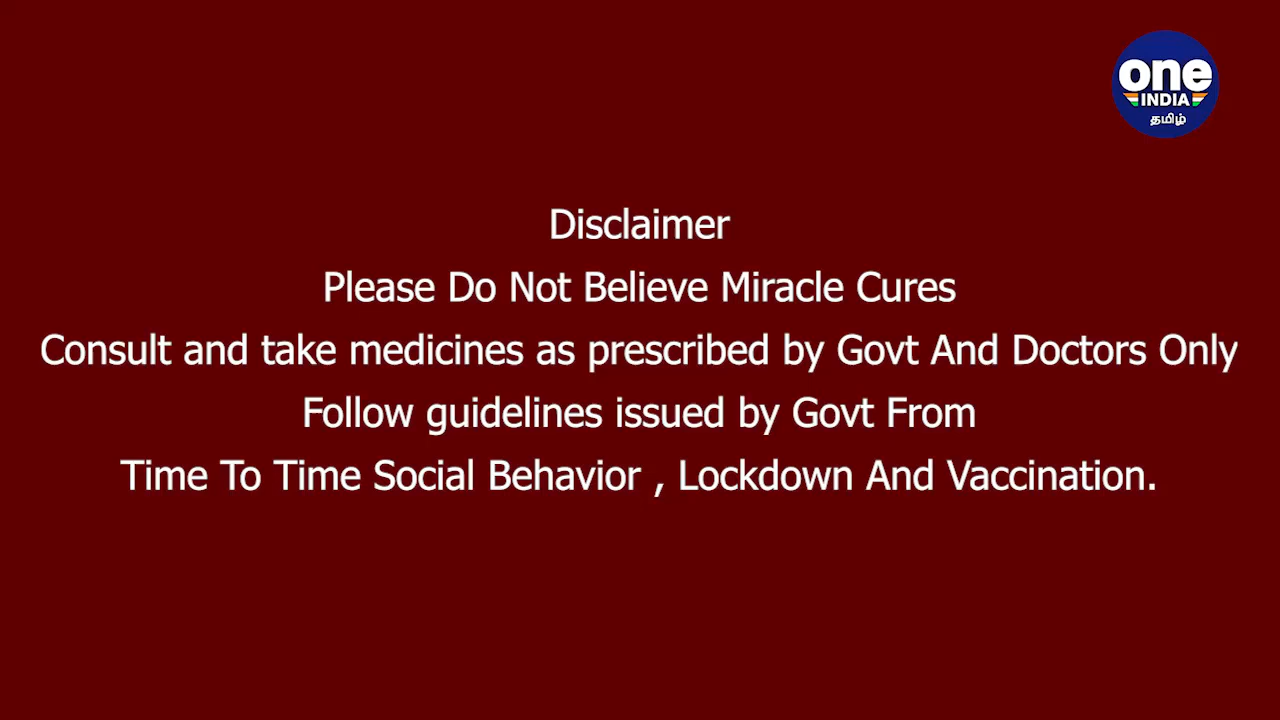 one
INDIA
தமிழ்
Disclaimer
Please Do Not Believe Miracle Cures
Consult and take medicines as prescribed by Govt And Doctors Only
Follow guidelines issued by Govt From
Time To Time Social Behavior , Lockdown And Vaccination.